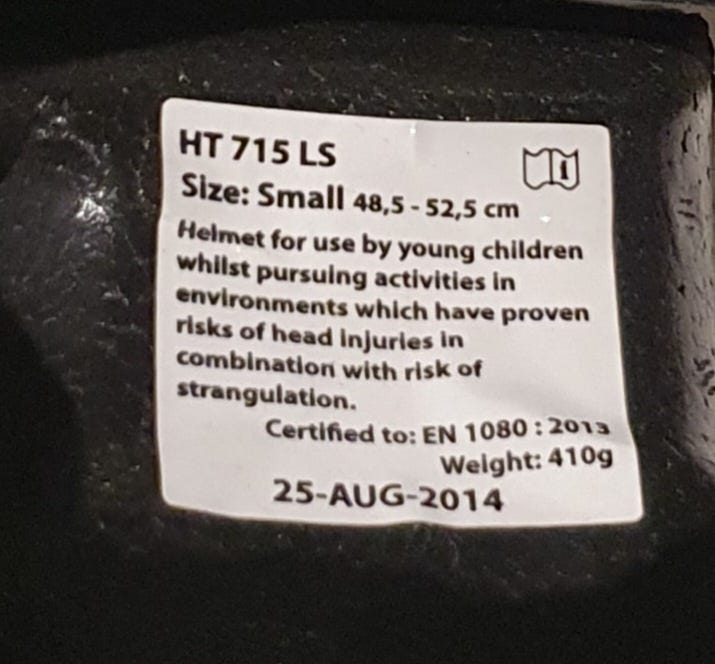 HT 715 LS
Size: Small 48,5 - 52,5 cm
Helmet for use by young children
whilst pursuing activities in
environments which have proven
risks of head injuries in
combination with risk of
strangulation.
Certified to: EN 1080 : 2013
Weight: 410g
25-AUG-2014